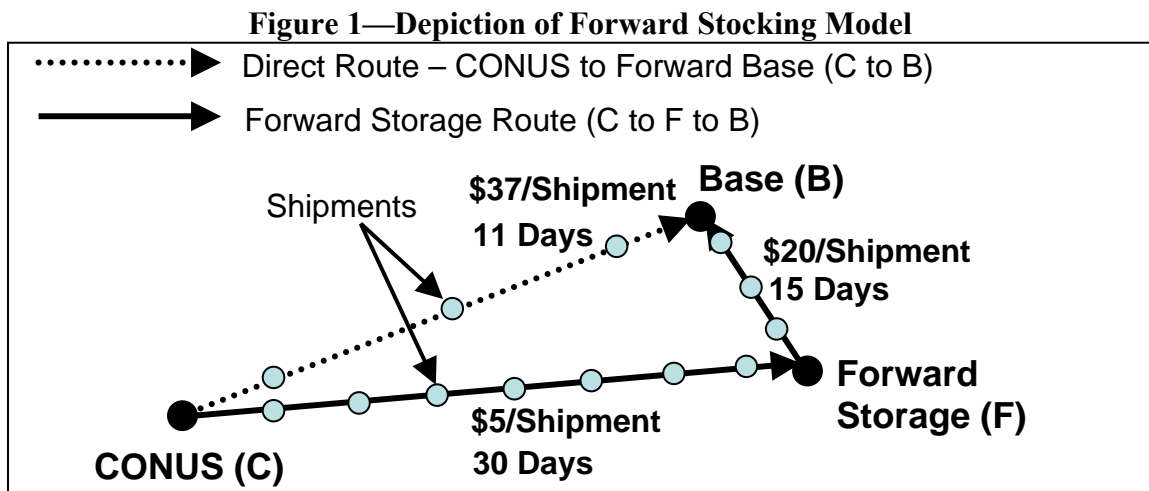 Figure 1—Depiction of Forward Stocking Model
Direct Route – CONUS to Forward Base (C to B)
Forward Storage Route (C to F to B)
Shipments
$37/Shipment
11 Days
Base (B)
$20/Shipment
15 Days
Forward
Storage (F)
$5/Shipment
30 Days
CONUS (C)